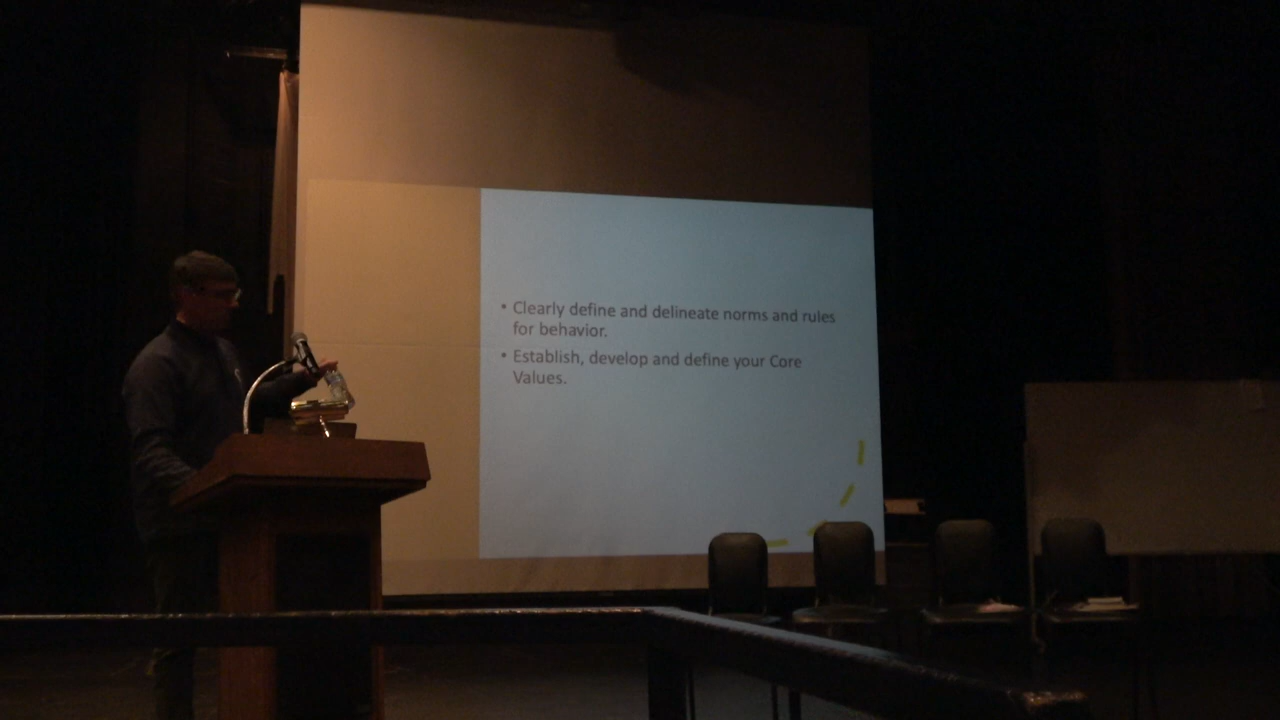 • Clearly define and delineate norms and rules
for behavior.
• Establish, develop and define your Core
Values.